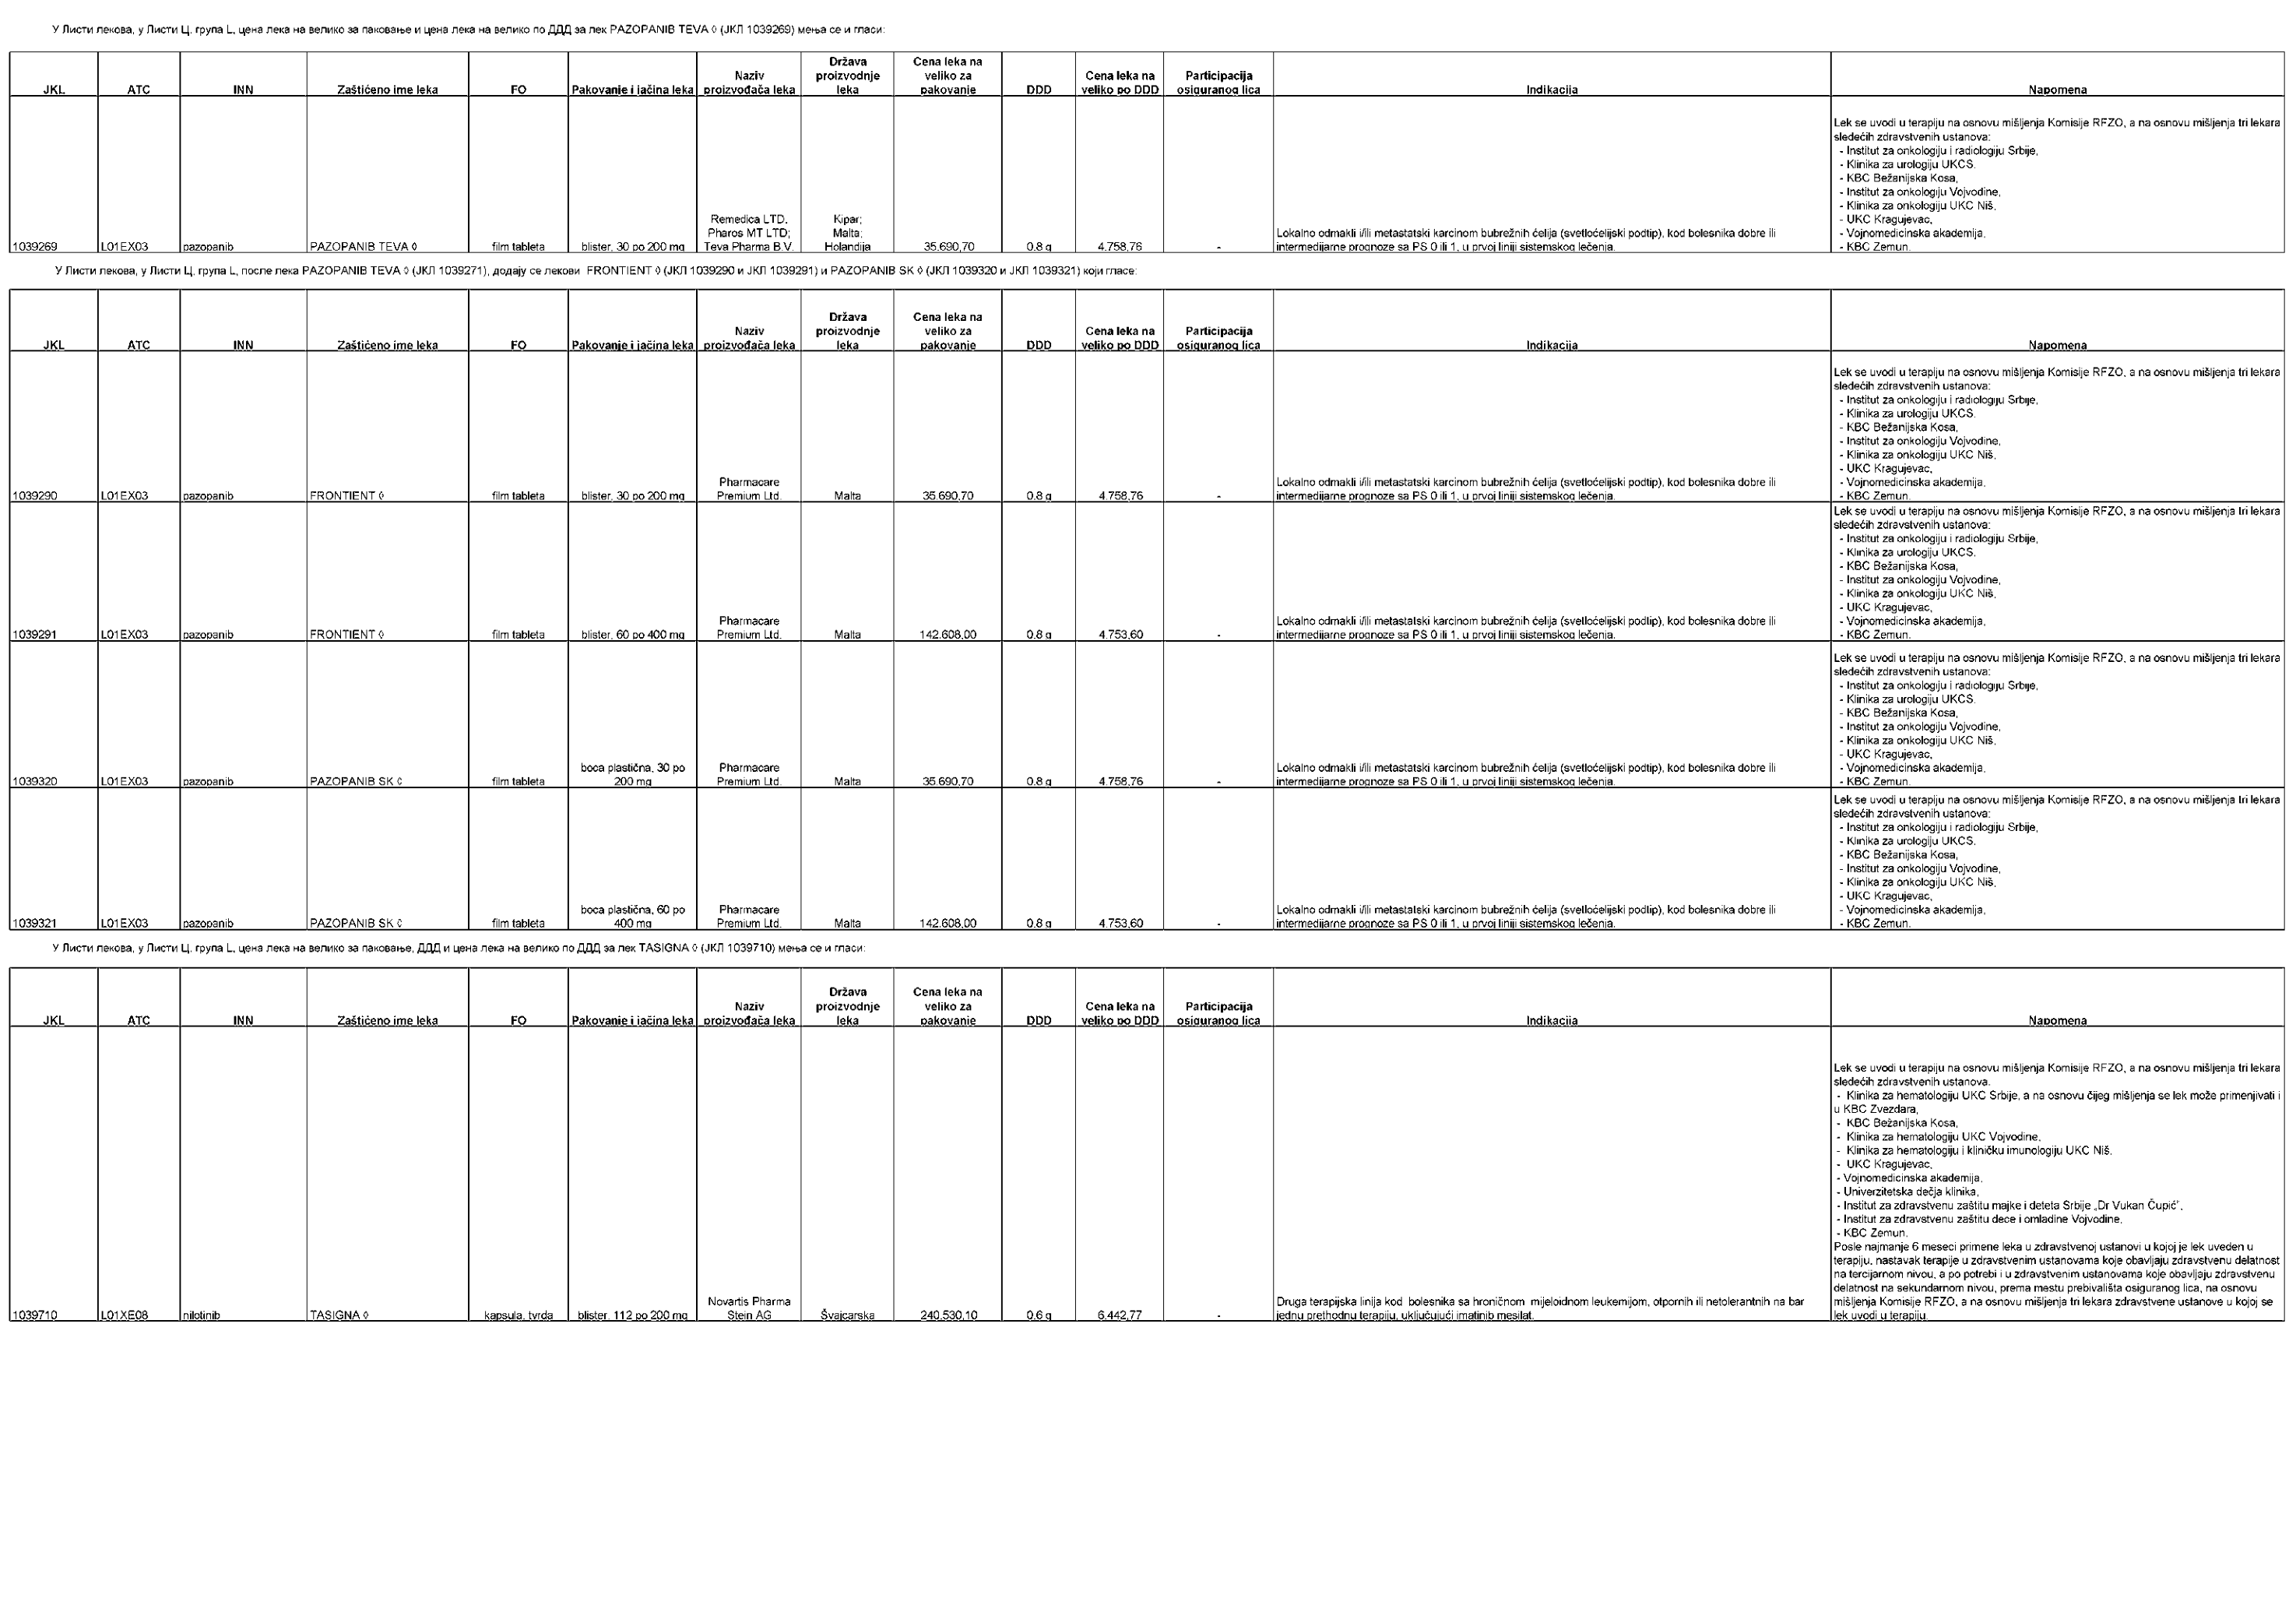 У Листи лекова, у Листи Ц, група L, цена лека на велико за паковање и цена лека на велико по ДДД за лек PAZOPANIB TEVA ◊ (ЈКЛ 1039269) мења се и гласи:
JKL ATC INN Zaštićeno ime leka FO Pakovanje i jačina leka Naziv proizvođača leka Država proizvodnje leka Cena leka na veliko za pakovanje DDD Cena leka na veliko po DDD Participacija osiguranog lica Indikacija Napomena
1039269 L01EX03 pazopanib PAZOPANIB TEVA ◊ film tableta blister, 30 po 200 mg
Remedica LTD.
Pharos MT LTD;
Teva Pharma B.V.
Kipar;
Malta;
Holandija
35.690,70 0,8 g 4.758,76 -
Lokalno odmakli i/ili metastatski karcinom bubrežnih ćelija (svetloćelijski podtip), kod bolesnika dobre ili
intermedijarne prognoze sa PS 0 ili 1, u prvoj liniji sistemskog lečenja.
Lek se uvodi u terapiju na osnovu mišljenja Komisije RFZO, a na osnovu mišljenja tri lekara
sledećih zdravstvenih ustanova:
- Institut za onkologiju i radiologiju Srbije,
- Klinika za urologiju UKCS,
- KBC Bežanijska Kosa,
- Institut za onkologiju Vojvodine,
- Klinika za onkologiju UKC Niš,
- UKC Kragujevac,
- Vojnomedicinska akademija,
- KBC Zemun.
У Листи лекова, у Листи Ц, група L, после лека PAZOPANIB TEVA ◊ (ЈКЛ 1039271), додају се лекови FRONTIENT ◊ (ЈКЛ 1039290 и ЈКЛ 1039291) и PAZOPANIB SK ◊ (ЈКЛ 1039320 и ЈКЛ 1039321) који гласе:
JKL ATC INN Zaštićeno ime leka FO Pakovanje i jačina leka Naziv proizvođača leka Država proizvodnje leka Cena leka na veliko za pakovanje DDD Cena leka na veliko po DDD Participacija osiguranog lica Indikacija Napomena
1039290 L01EX03 pazopanib FRONTIENT ◊ film tableta blister, 30 po 200 mg
Pharmacare
Premium Ltd.
Malta 35.690,70 0,8 g 4.758,76 -
Lokalno odmakli i/ili metastatski karcinom bubrežnih ćelija (svetloćelijski podtip), kod bolesnika dobre ili
intermedijarne prognoze sa PS 0 ili 1, u prvoj liniji sistemskog lečenja.
Lek se uvodi u terapiju na osnovu mišljenja Komisije RFZO, a na osnovu mišljenja tri lekara
sledećih zdravstvenih ustanova:
- Institut za onkologiju i radiologiju Srbije,
- Klinika za urologiju UKCS,
- KBC Bežanijska Kosa,
- Institut za onkologiju Vojvodine,
- Klinika za onkologiju UKC Niš,
- UKC Kragujevac,
- Vojnomedicinska akademija,
- KBC Zemun.
1039291 L01EX03 pazopanib FRONTIENT ◊ film tableta blister, 60 po 400 mg
Pharmacare
Premium Ltd.
Malta 142.608,00 0,8 g 4.753,60 -
Lokalno odmakli i/ili metastatski karcinom bubrežnih ćelija (svetloćelijski podtip), kod bolesnika dobre ili
intermedijarne prognoze sa PS 0 ili 1, u prvoj liniji sistemskog lečenja.
Lek se uvodi u terapiju na osnovu mišljenja Komisije RFZO, a na osnovu mišljenja tri lekara
sledećih zdravstvenih ustanova:
- Institut za onkologiju i radiologiju Srbije,
- Klinika za urologiju UKCS,
- KBC Bežanijska Kosa,
- Institut za onkologiju Vojvodine,
- Klinika za onkologiju UKC Niš,
- UKC Kragujevac,
- Vojnomedicinska akademija,
- KBC Zemun.
1039320 L01EX03 pazopanib PAZOPANIB SK ◊ film tableta
boca plastična, 30 po
200 mg
Pharmacare
Premium Ltd.
Malta 35.690,70 0,8 g 4.758,76 -
Lokalno odmakli i/ili metastatski karcinom bubrežnih ćelija (svetloćelijski podtip), kod bolesnika dobre ili
intermedijarne prognoze sa PS 0 ili 1, u prvoj liniji sistemskog lečenja.
Lek se uvodi u terapiju na osnovu mišljenja Komisije RFZO, a na osnovu mišljenja tri lekara
sledećih zdravstvenih ustanova:
- Institut za onkologiju i radiologiju Srbije,
- Klinika za urologiju UKCS,
- KBC Bežanijska Kosa,
- Institut za onkologiju Vojvodine,
- Klinika za onkologiju UKC Niš,
- UKC Kragujevac,
- Vojnomedicinska akademija,
- KBC Zemun.
1039321 L01EX03 pazopanib PAZOPANIB SK ◊ film tableta
boca plastična, 60 po
400 mg
Pharmacare
Premium Ltd.
Malta 142.608,00 0,8 g 4.753,60 -
Lokalno odmakli i/ili metastatski karcinom bubrežnih ćelija (svetloćelijski podtip), kod bolesnika dobre ili
intermedijarne prognoze sa PS 0 ili 1, u prvoj liniji sistemskog lečenja.
Lek se uvodi u terapiju na osnovu mišljenja Komisije RFZO, a na osnovu mišljenja tri lekara
sledećih zdravstvenih ustanova:
- Institut za onkologiju i radiologiju Srbije,
- Klinika za urologiju UKCS,
- KBC Bežanijska Kosa,
- Institut za onkologiju Vojvodine,
- Klinika za onkologiju UKC Niš,
- UKC Kragujevac,
- Vojnomedicinska akademija,
- KBC Zemun.
У Листи лекова, у Листи Ц, група L, цена лека на велико за паковање, ДДД и цена лека на велико по ДДД за лек TASIGNA ◊ (ЈКЛ 1039710) мења се и гласи:
JKL ATC INN Zaštićeno ime leka FO Pakovanje i jačina leka Naziv proizvođača leka Država proizvodnje leka Cena leka na veliko za pakovanje DDD Cena leka na veliko po DDD Participacija osiguranog lica Indikacija Napomena
1039710 L01XE08 nilotinib TASIGNA ◊ kapsula, tvrda blister, 112 po 200 mg
Novartis Pharma
Stein AG
Švajcarska 240.530,10 0,6 g 6.442,77 -
Druga terapijska linija kod bolesnika sa hroničnom mijeloidnom leukemijom, otpornih ili netolerantnih na bar
jednu prethodnu terapiju, uključujući imatinib mesilat.
Lek se uvodi u terapiju na osnovu mišljenja Komisije RFZO, a na osnovu mišljenja tri lekara
sledećih zdravstvenih ustanova:
- Klinika za hematologiju UKC Srbije, a na osnovu čijeg mišljenja se lek može primenjivati i
u KBC Zvezdara,
- KBC Bežanijska Kosa,
- Klinika za hematologiju UKC Vojvodine,
- Klinika za hematologiju i kliničku imunologiju UKC Niš,
- UKC Kragujevac,
- Vojnomedicinska akademija,
- Univerzitetska dečja klinika,
- Institut za zdravstvenu zaštitu majke i deteta Srbije „Dr Vukan Čupić”,
- Institut za zdravstvenu zaštitu dece i omladine Vojvodine,
- KBC Zemun.
Posle najmanje 6 meseci primene leka u zdravstvenoj ustanovi u kojoj je lek uveden u
terapiju, nastavak terapije u zdravstvenim ustanovama koje obavljaju zdravstvenu delatnost
na tercijarnom nivou, a po potrebi i u zdravstvenim ustanovama koje obavljaju zdravstvenu
delatnost na sekundarnom nivou, prema mestu prebivališta osiguranog lica, na osnovu
mišljenja Komisije RFZO, a na osnovu mišljenja tri lekara zdravstvene ustanove u kojoj se
lek uvodi u terapiju.